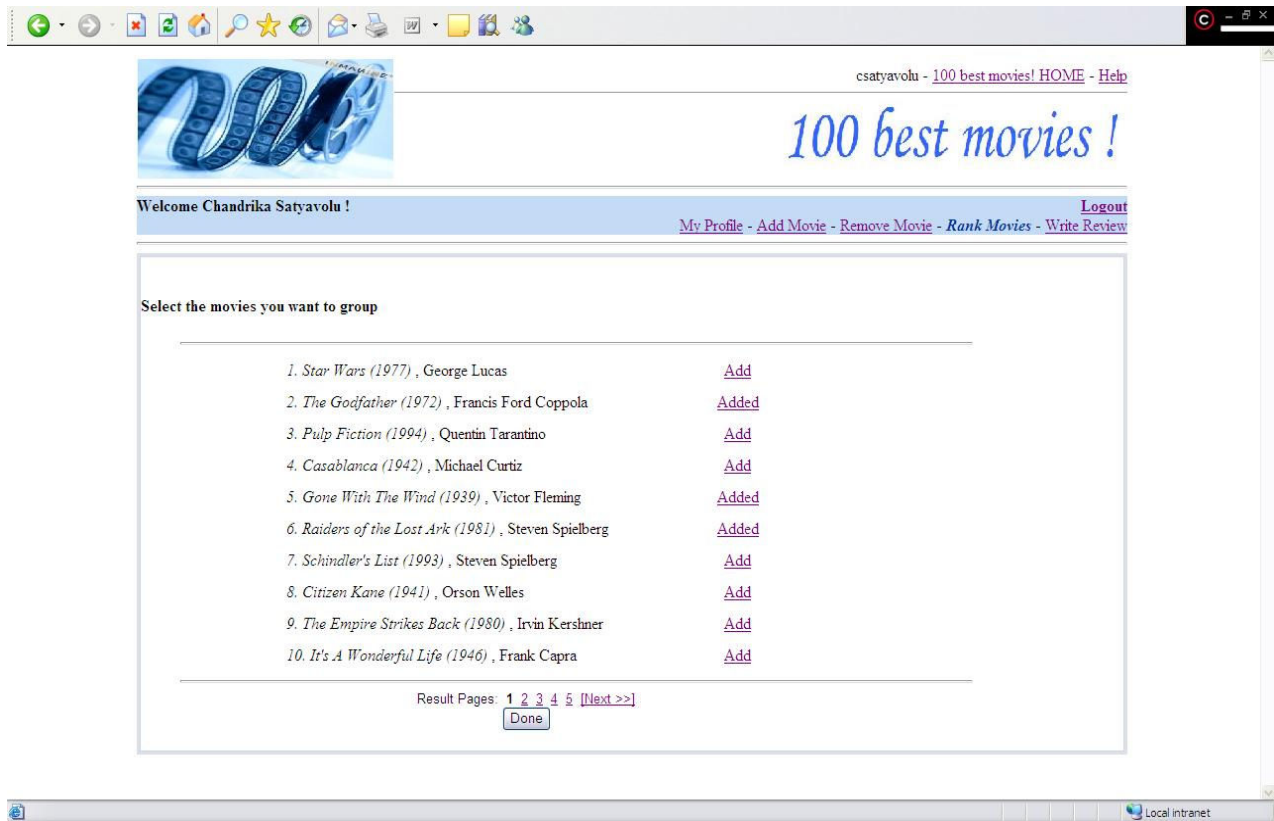 csatyavolu - 100 best movies! HOME - Help
100 best movies !
Welcome Chandrika Satyavolu !
Logout
My Profile - Add Movie - Remove Movie - Rank Movies - Write Review
Select the movies you want to group
1. Star Wars (1977) , George Lucas Add
2. The Godfather (1972) , Francis Ford Coppola Added
3. Pulp Fiction (1994) , Quentin Tarantino Add
4. Casablanca (1942) , Michael Curtiz Add
5. Gone With The Wind (1939) , Victor Fleming Added
6. Raiders of the Lost Ark (1981) , Steven Spielberg Added
7. Schindler's List (1993) , Steven Spielberg Add
8. Citizen Kane (1941) , Orson Welles Add
9. The Empire Strikes Back (1980) , Irvin Kershner Add
10. It's A Wonderful Life (1946) , Frank Capra Add
Result Pages: 1 2 3 4 5 [Next >>]
Done
Local intranet